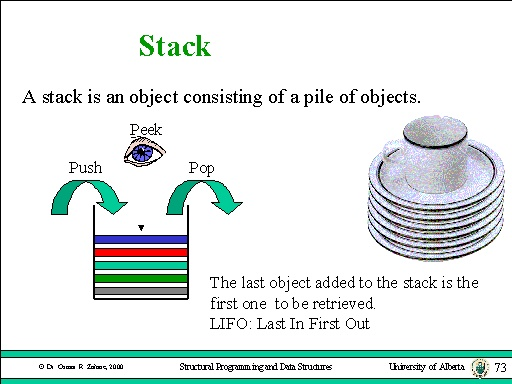 Stack
A stack is an object consisting of a pile of objects.
Peek
Push Pop
The last object added to the stack is the
first one to be retrieved.
LIFO: Last In First Out
© Dr. Osmar R. Zaïane, 2000 Structural Programming and Data Structures University of Alberta 73